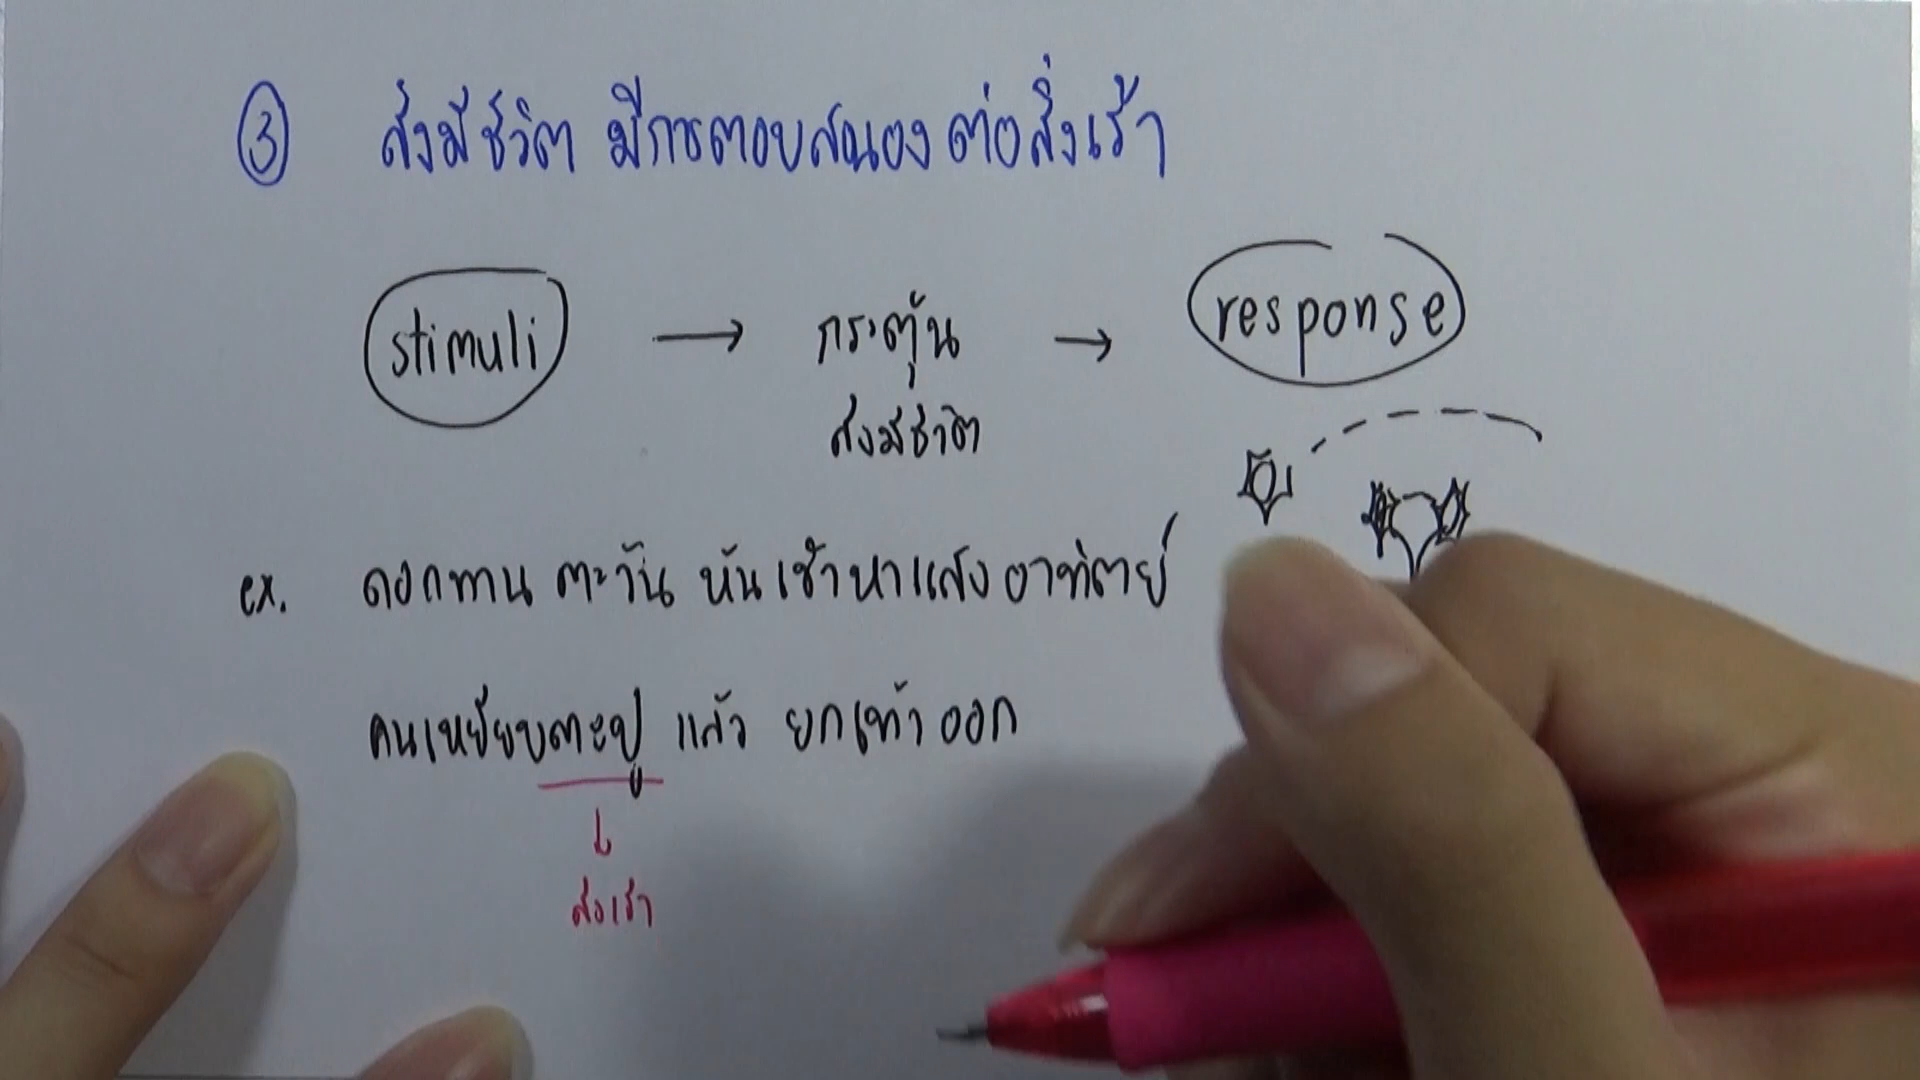 ③ สิ่งมีชีวิต มีการตอบสนอง ต่อสิ่งเร้า
stimuli → กระตุ้น → response
สิ่งมีชีวิต
ex. ดอกทานตะวัน หันเข้าหาแสงอาทิตย์
คนเหยียบตะปู แล้ว ยกเท้าออก
↓
สิ่งเร้า